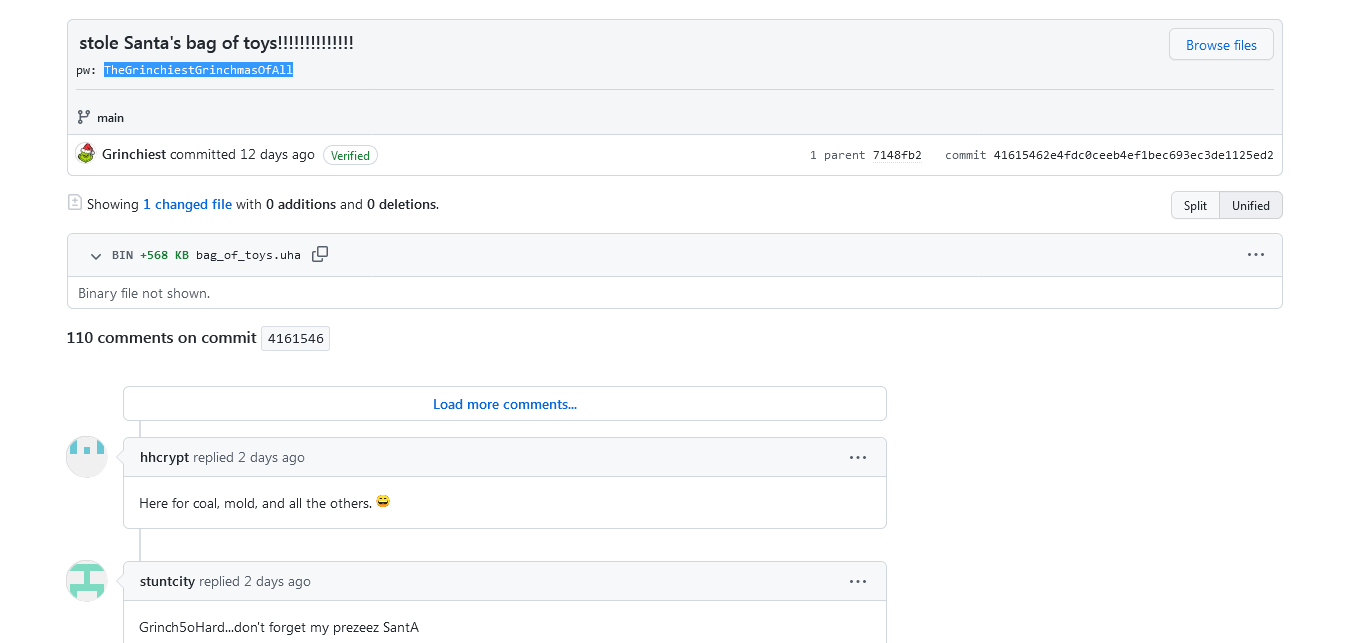 stole Santa's bag of toys!!!!!!!!!!!!!!
Browse files
pw: TheGrinchiestGrinchmasOfAll
main
Grinchiest committed 12 days ago Verified 1 parent 7148fb2 commit 41615462e4fdc0ceeb4ef1bec693ec3de1125ed2
Showing 1 changed file with 0 additions and 0 deletions. Split Unified
BIN +568 KB bag_of_toys.uha
Binary file not shown.
110 comments on commit 4161546
Load more comments...
hhcrypt replied 2 days ago
Here for coal, mold, and all the others. 😄
stuntcity replied 2 days ago
Grinch5oHard...don't forget my prezeez SantA